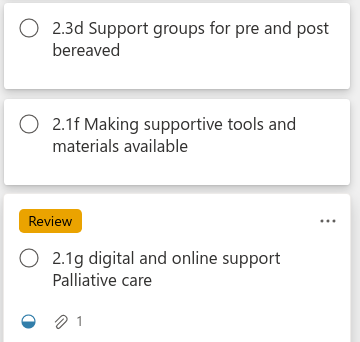 2.3d Support groups for pre and post
bereaved
2.1f Making supportive tools and
materials available
Review
2.1g digital and online support
Palliative care
1